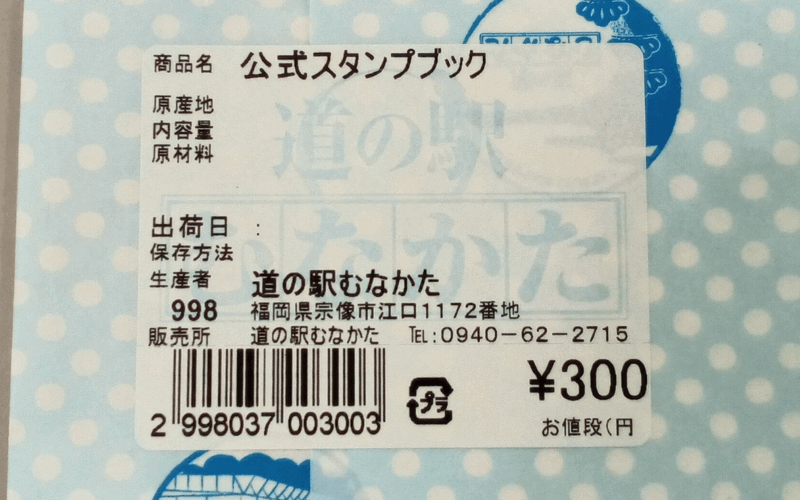 商品名 公式スタンプブック
原産地
内容量
原材料
道の駅
むなかた
出荷日 :
保存方法
生産者 道の駅むなかた
998 福岡県宗像市江口1172番地
販売所 道の駅むなかた TEL:0940-62-2715
¥300
プラ
2 998037 003003
お値段(円